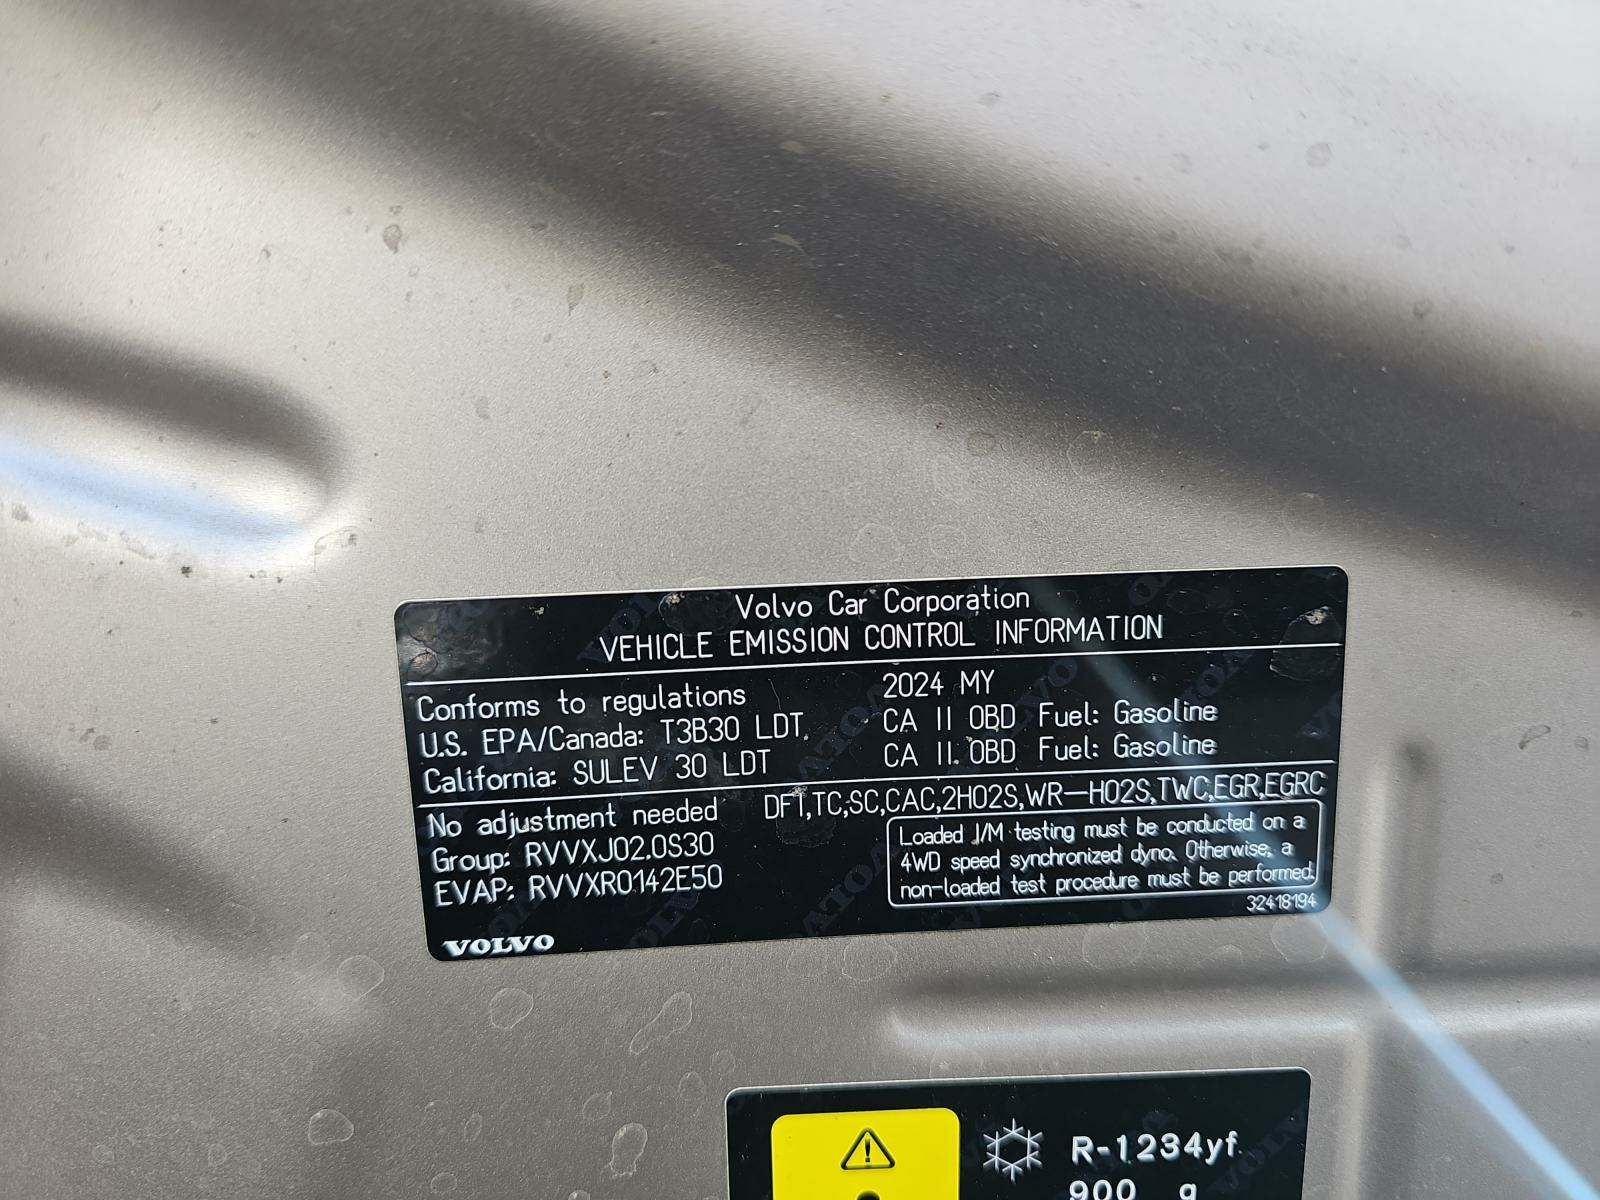 Volvo Car Corporation
VEHICLE EMISSION CONTROL INFORMATION
Conforms to regulations 2024 MY
U.S. EPA/Canada: T3B30 LDT. CA II OBD Fuel: Gasoline
California: SULEV 30 LDT CA II. OBD Fuel: Gasoline
No adjustment needed DFI,TC,SC,CAC,2HO2S,WR-HO2S,TWC,EGR,EGRC
Group: RVVXJ02.0S30
EVAP: RVVXR0142E50
Loaded I/M testing must be conducted on a
4WD speed synchronized dyno. Otherwise, a
non-loaded test procedure must be performed.
32418194
VOLVO
R-1234yf
900 g